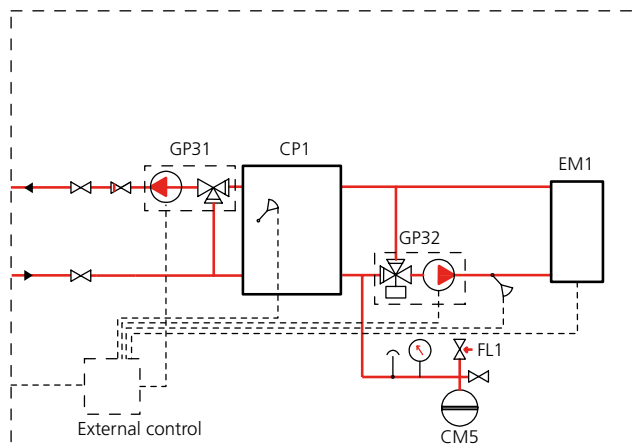 GP31
CP1
EM1
GP32
FL1
External control
CM5